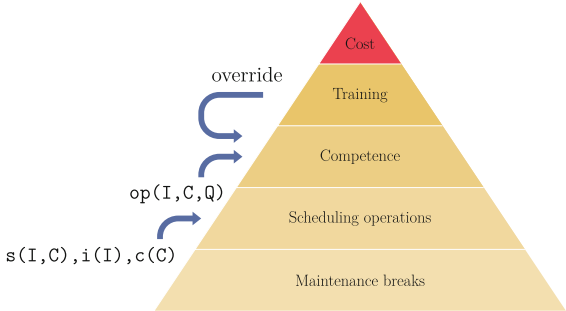 Cost
override
Training
Competence
op(I,C,Q)
Scheduling operations
s(I,C),i(I),c(C)
Maintenance breaks